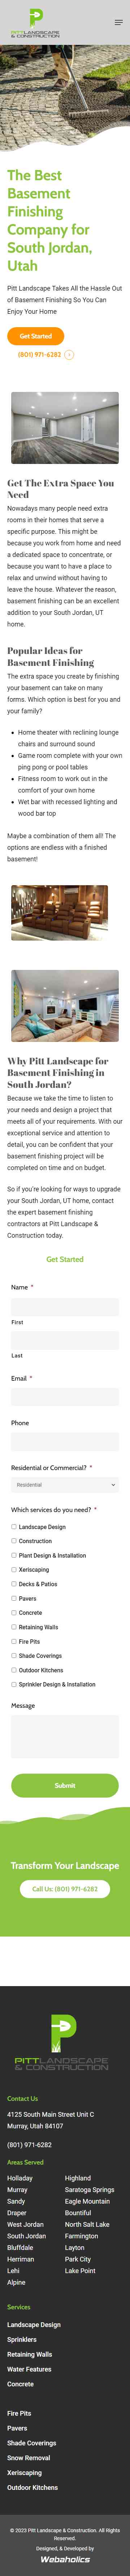 PITTLANDSCAPE
& CONSTRUCTION
The Best
Basement
Finishing
Company for
South Jordan,
Utah
Pitt Landscape Takes All the Hassle Out
of Basement Finishing So You Can
Enjoy Your Home
Get Started
(801) 971-6282
Get The Extra Space You
Need
Nowadays many people need extra
space in their homes that serve a
specific purpose. This might be
because you work from home and need
a dedicated space to concentrate, or
because you want to have a place to
relax and unwind without having to
leave the house. Whatever the reason,
basement finishing can be an excellent
addition to your South Jordan, UT
home.
Popular Ideas for
Basement Finishing
The extra space you create by finishing
your basement can take on many
forms. Which option is best for you and
your family?
• Home theater with reclining lounge
chairs and surround sound
• Game room complete with your own
ping pong or pool tables
• Fitness room to work out in the
comfort of your own home
• Wet bar with recessed lighting and
wood bar top
Maybe a combination of them all! The
options are endless with a finished
basement!
Why Pitt Landscape for
Basement Finishing in
South Jordan?
Because we take the time to listen to
your needs and design a project that
meets all of your requirements. With our
exceptional service and attention to
detail, you can be confident that your
basement finishing project will be
completed on time and on budget.
So if you're looking for ways to upgrade
your South Jordan, UT home, contact
the expert basement finishing
contractors at Pitt Landscape &
Construction today.
Get Started
Name *
First
Last
Email *
Phone
Residential or Commercial? *
Residential
Which services do you need? *
Landscape Design
Construction
Plant Design & Installation
Xeriscaping
Decks & Patios
Pavers
Concrete
Retaining Walls
Fire Pits
Shade Coverings
Outdoor Kitchens
Sprinkler Design & Installation
Message
Submit
Transform Your Landscape
Call Us: (801) 971-6282
PITTLANDSCAPE
& CONSTRUCTION
Contact Us
4125 South Main Street Unit C
Murray, Utah 84107
(801) 971-6282
Areas Served
Holladay
Murray
Sandy
Draper
West Jordan
South Jordan
Bluffdale
Herriman
Lehi
Alpine
Highland
Saratoga Springs
Eagle Mountain
Bountiful
North Salt Lake
Farmington
Layton
Park City
Lake Point
Services
Landscape Design
Sprinklers
Retaining Walls
Water Features
Concrete
Fire Pits
Pavers
Shade Coverings
Snow Removal
Xeriscaping
Outdoor Kitchens
© 2023 Pitt Landscape & Construction. All Rights
Reserved.
Designed, & Developed by
Webaholics